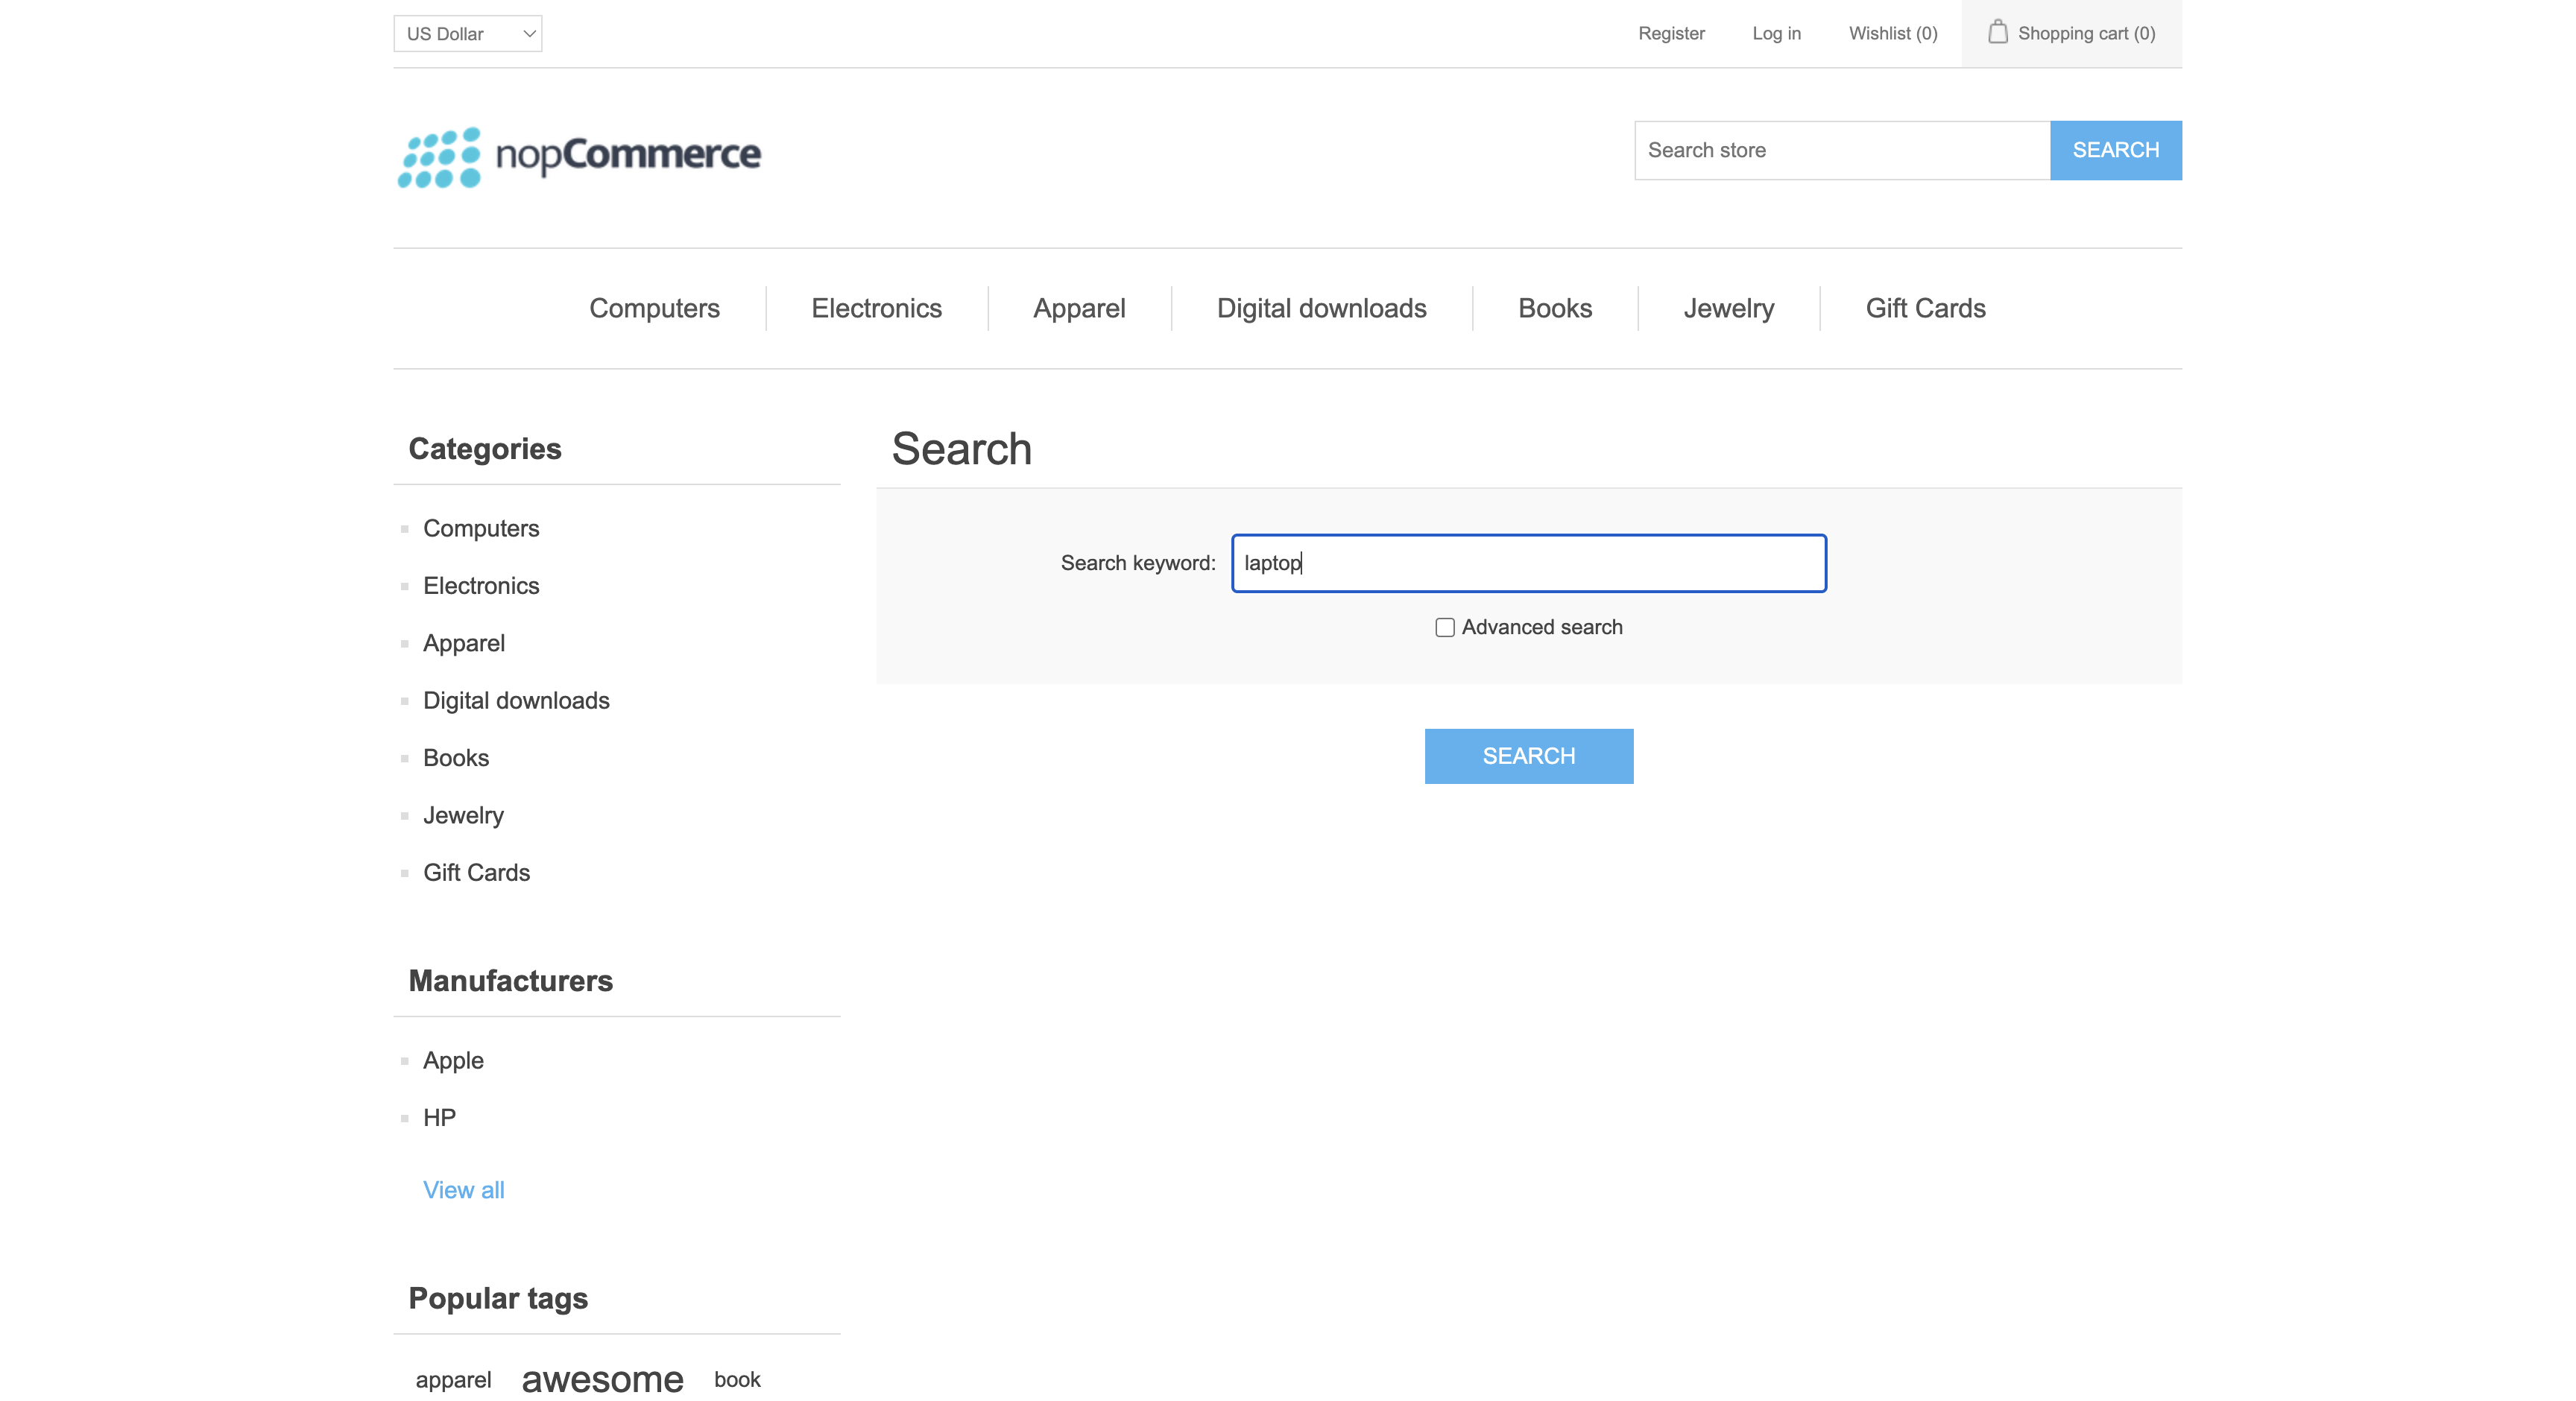 US Dollar
Register Log in Wishlist (0) Shopping cart (0)
nopCommerce
Search store SEARCH
Computers Electronics Apparel Digital downloads Books Jewelry Gift Cards
Categories
Computers
Electronics
Apparel
Digital downloads
Books
Jewelry
Gift Cards
Manufacturers
Apple
HP
View all
Popular tags
apparel awesome book
Search
Search keyword: laptop
Advanced search
SEARCH